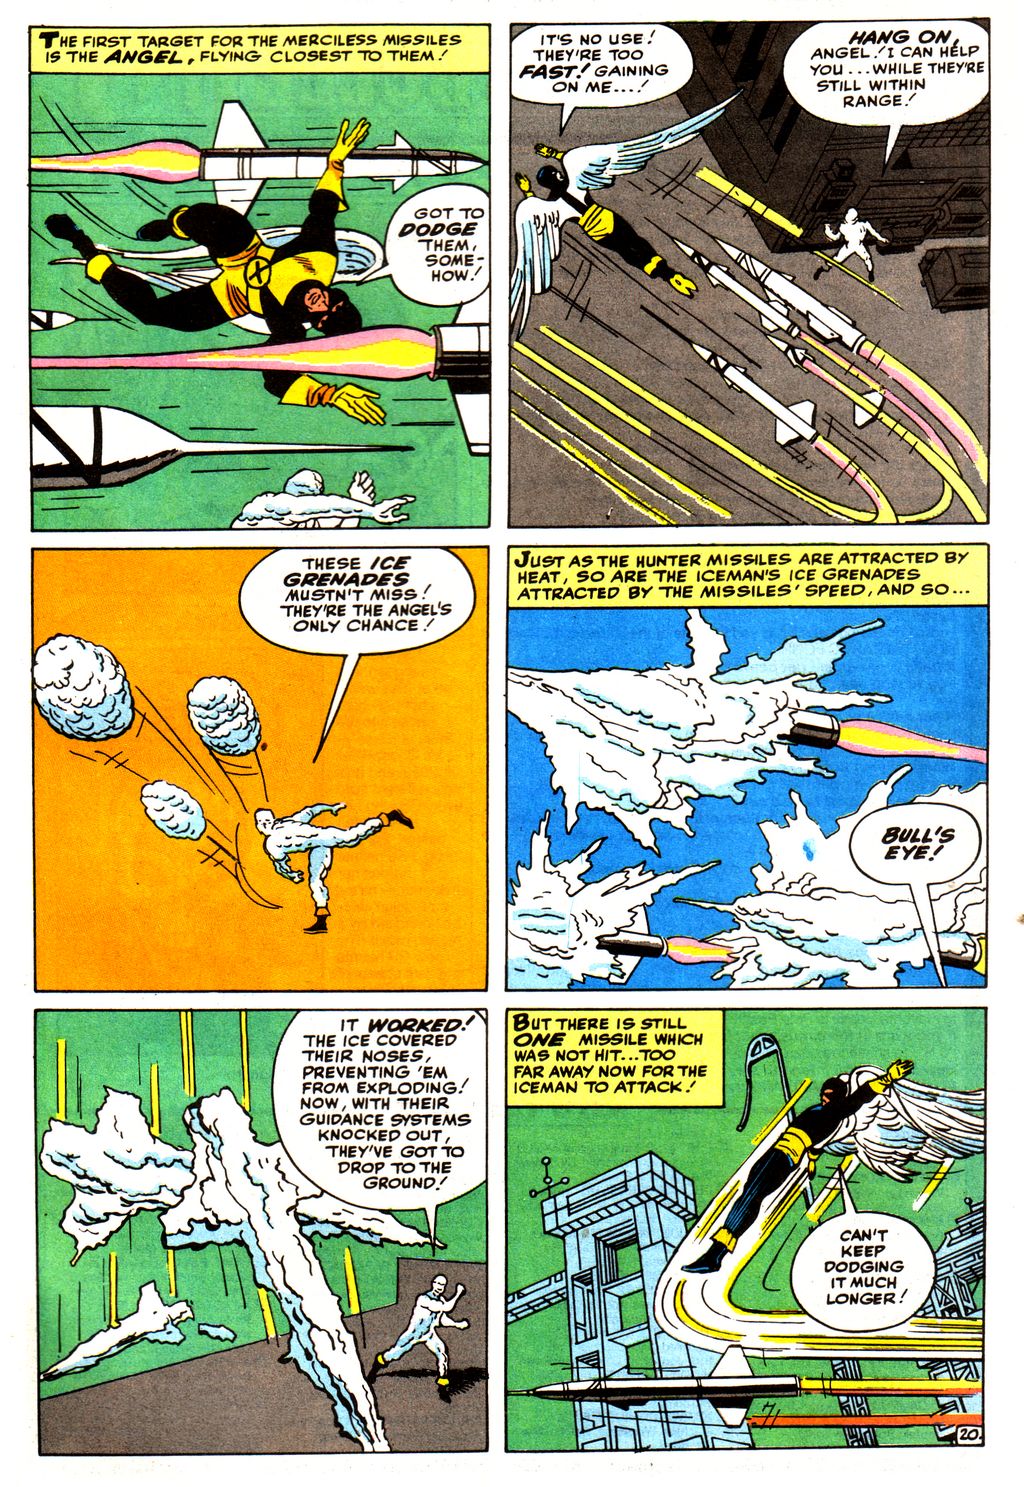 THE FIRST TARGET FOR THE MERCILESS MISSILES
IS THE ANGEL, FLYING CLOSEST TO THEM!
GOT TO
DODGE
THEM,
SOME-
HOW!
IT'S NO USE!
THEY'RE TOO
FAST! GAINING
ON ME....!
HANG ON,
ANGEL! I CAN HELP
YOU...WHILE THEY'RE
STILL WITHIN
RANGE!
THESE ICE
GRENADES
MUSTN'T MISS!
THEY'RE THE ANGEL'S
ONLY CHANCE!
JUST AS THE HUNTER MISSILES ARE ATTRACTED BY
HEAT, SO ARE THE ICEMAN'S ICE GRENADES
ATTRACTED BY THE MISSILES' SPEED, AND SO...
BULL'S
EYE!
IT WORKED!
THE ICE COVERED
THEIR NOSES,
PREVENTING 'EM
FROM EXPLODING!
NOW, WITH THEIR
GUIDANCE SYSTEMS
KNOCKED OUT,
THEY'VE GOT TO
DROP TO THE
GROUND!
BUT THERE IS STILL
ONE MISSILE WHICH
WAS NOT HIT...TOO
FAR AWAY NOW FOR THE
ICEMAN TO ATTACK!
CAN'T
KEEP
DODGING
IT MUCH
LONGER!
20